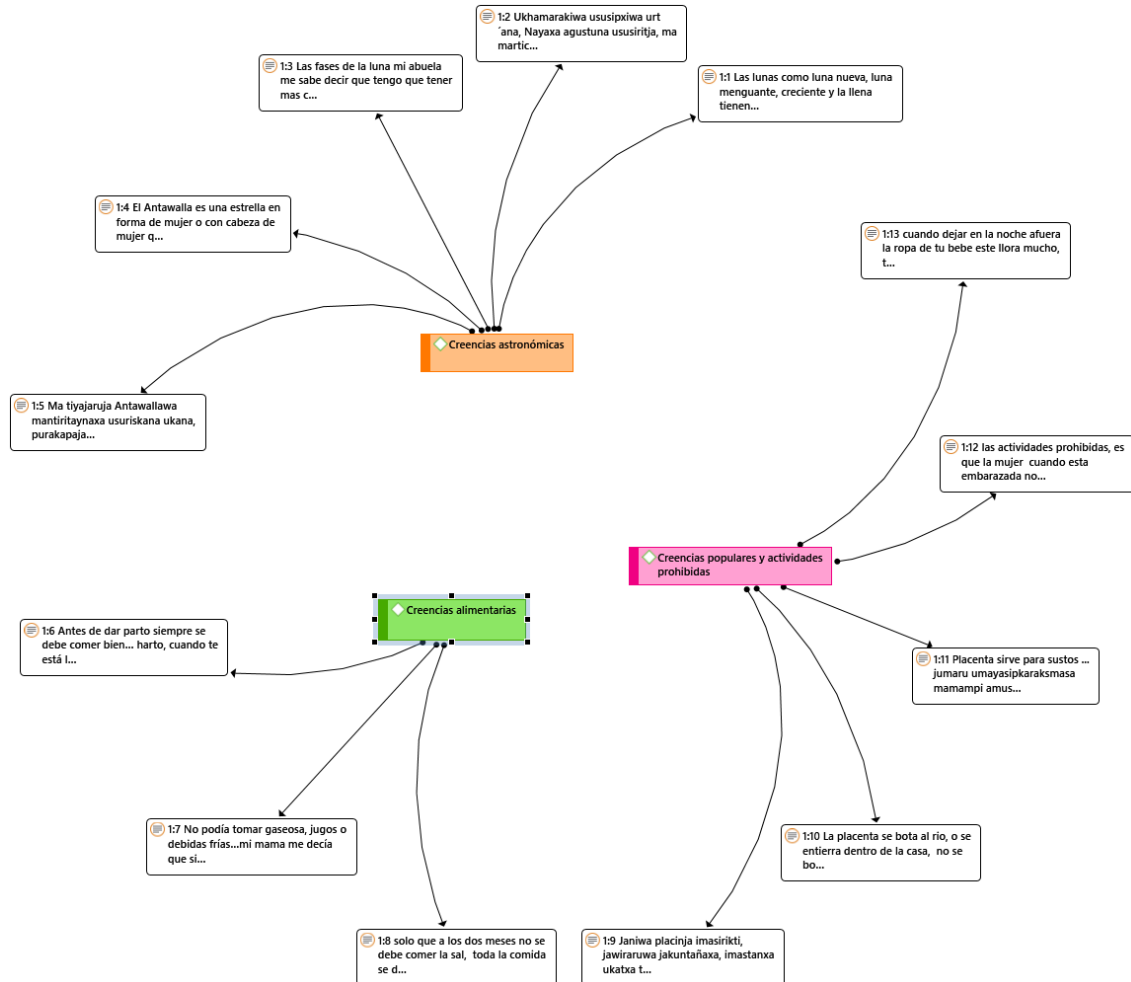 1:2 Ukhamarakiwa ususipxiwa urt
´ana, Nayaxa agustuna ususiritja, ma
martic...
1:3 Las fases de la luna mi abuela
me sabe decir que tengo que tener
mas c...
1:1 Las lunas como luna nueva, luna
menguante, creciente y la llena
tienen...
1:4 El Antawalla es una estrella en
forma de mujer o con cabeza de
mujer q...
1:13 cuando dejar en la noche afuera
la ropa de tu bebe este llora mucho,
t...
Creencias astronómicas
1:5 Ma tiyajaruja Antawallawa
mantiritaynaxa usuriskana ukana,
purakapaja...
1:12 las actividades prohibidas, es
que la mujer cuando esta
embarazada no...
Creencias populares y actividades
prohibidas
Creencias alimentarias
1:6 Antes de dar parto siempre se
debe comer bien... harto, cuando te
está l...
1:11 Placenta sirve para sustos ...
jumaru umayasipkaraksmasa
mamampi amus...
1:7 No podía tomar gaseosa, jugos o
debidas frías...mi mama me decía
que si...
1:10 La placenta se bota al rio, o se
entierra dentro de la casa, no se
bo...
1:8 solo que a los dos meses no se
debe comer la sal, toda la comida
se d...
1:9 Janiwa placinja imasirikti,
jawiraruwa jakuntañaxa, imastanxa
ukatxa t...